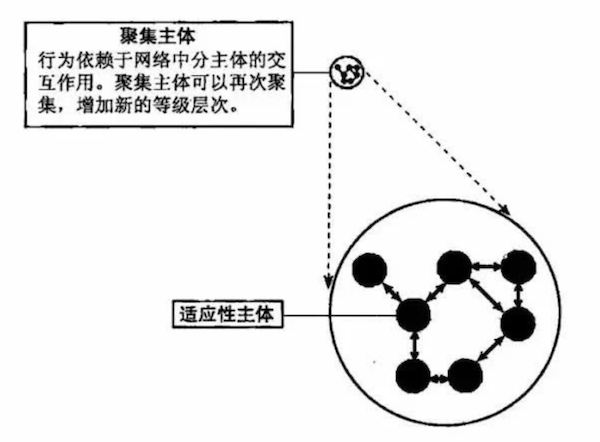 聚集主体
行为依赖于网络中分主体的交
互作用。聚集主体可以再次聚
集，增加新的等级层次。
适应性主体